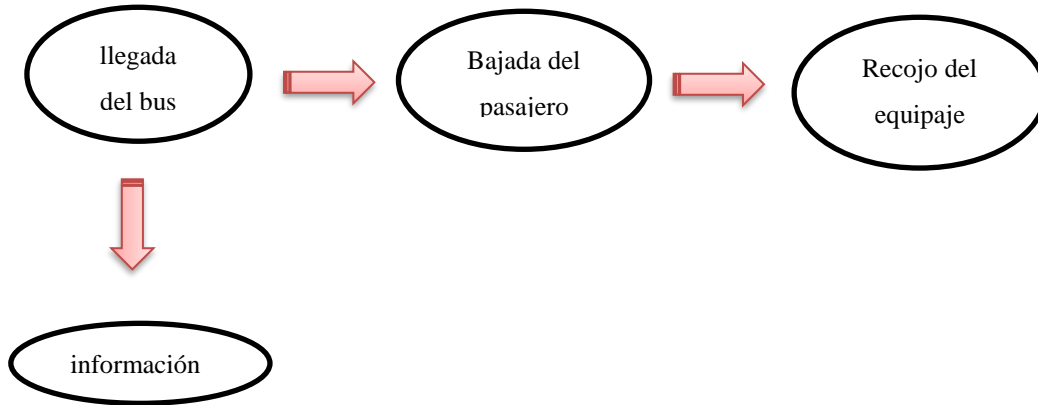 llegada
del bus
Bajada del
pasajero
Recojo del
equipaje
información